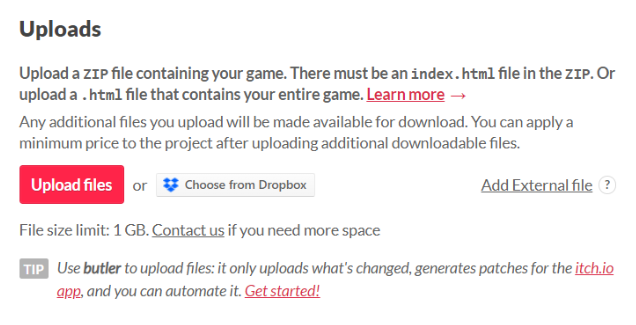 Uploads
Upload a ZIP file containing your game. There must be an index.html file in the ZIP. Or
upload a .html file that contains your entire game. Learn more →
Any additional files you upload will be made available for download. You can apply a
minimum price to the project after uploading additional downloadable files.
Upload files or Choose from Dropbox Add External file ?
File size limit: 1 GB. Contact us if you need more space
TIP Use butler to upload files: it only uploads what's changed, generates patches for the itch.io
app, and you can automate it. Get started!